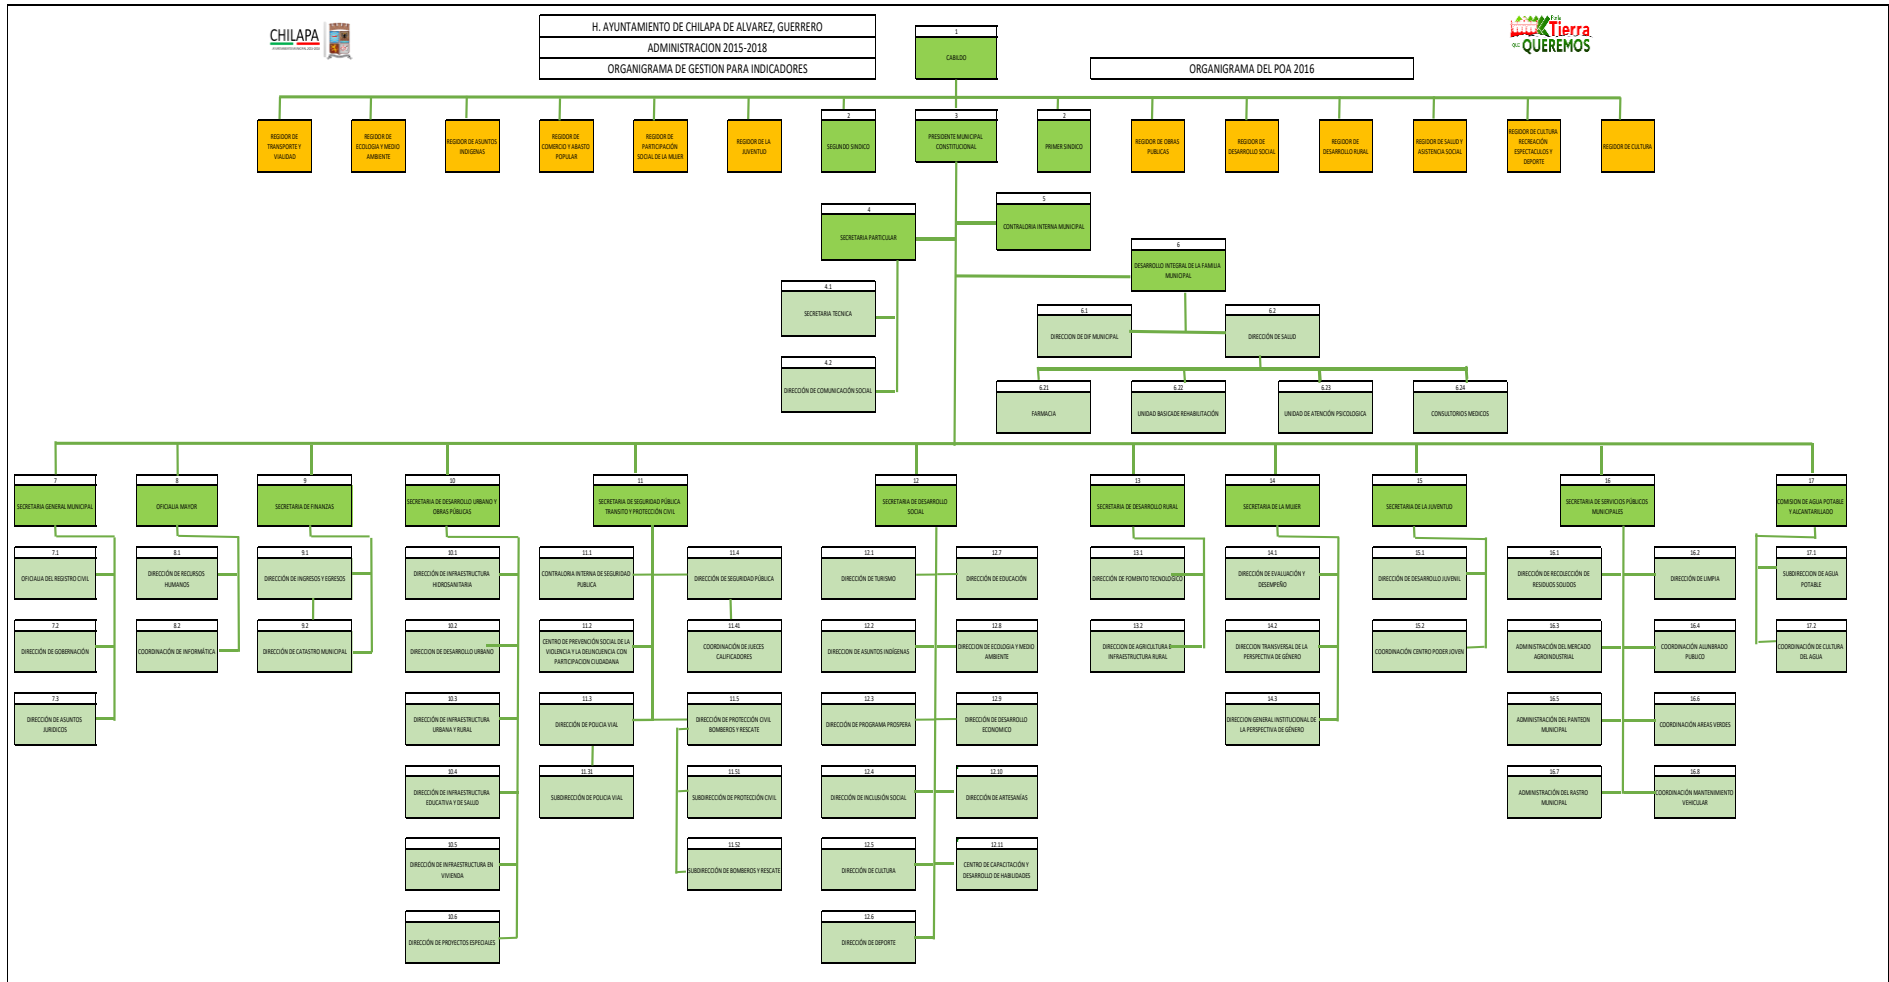 CHILAPA
H. AYUNTAMIENTO DE CHILAPA DE ALVAREZ, GUERRERO
ADMINISTRACION 2015-2018
ORGANIGRAMA DE GESTION PARA INDICADORES
1
CABILDO
ORGANIGRAMA DEL POA 2016
Tierra
QUE QUEREMOS
REGIDOR DE
TRANSPORTE Y
VIALIDAD
REGIDOR DE
ECOLOGIA Y MEDIO
AMBIENTE
REGIDOR DE ASUNTOS
INDIGENAS
REGIDOR DE
COMERCIO Y ABASTO
POPULAR
REGIDOR DE
PARTICIPACIÓN
SOCIAL DE LA MUJER
REGIDOR DE LA
JUVENTUD
2
SEGUNDO SINDICO
3
PRESIDENTE MUNICIPAL
CONSTITUCIONAL
2
PRIMER SINDICO
REGIDOR DE OBRAS
PUBLICAS
REGIDOR DE
DESARROLLO SOCIAL
REGIDOR DE
DESARROLLO RURAL
REGIDOR DE SALUD Y
ASISTENCIA SOCIAL
REGIDOR DE CULTURA
RECREACIÓN
ESPECTACULOS Y
DEPORTE
REGIDOR DE CULTURA
4
SECRETARIA PARTICULAR
5
CONTRALORIA INTERNA MUNICIPAL
6
DESARROLLO INTEGRAL DE LA FAMILIA
MUNICIPAL
4.1
SECRETARIA TECNICA
4.2
DIRECCIÓN DE COMUNICACIÓN SOCIAL
6.1
DIRECCION DE DIF MUNICIPAL
6.2
DIRECCIÓN DE SALUD
6.21
FARMACIA
6.22
UNIDAD BASICADE REHABILITACIÓN
6.23
UNIDAD DE ATENCIÓN PSICOLOGICA
6.24
CONSULTORIOS MEDICOS
7
SECRETARIA GENERAL MUNICIPAL
8
OFICIALIA MAYOR
9
SECRETARIA DE FINANZAS
10
SECRETARIA DE DESARROLLO URBANO Y
OBRAS PÚBLICAS
11
SECRETARIA DE SEGURIDAD PÚBLICA
TRANSITO Y PROTECCIÓN CIVIL
12
SECRETARIA DE DESARROLLO
SOCIAL
13
SECRETARIA DE DESARROLLO RURAL
14
SECRETARIA DE LA MUJER
15
SECRETARIA DE LA JUVENTUD
16
SECRETARIA DE SERVICIOS PÚBLICOS
MUNICIPALES
17
COMISION DE AGUA POTABLE
Y ALCANTARILLADO
7.1
OFICIALIA DEL REGISTRO CIVIL
7.2
DIRECCIÓN DE GOBERNACIÓN
7.3
DIRECCIÓN DE ASUNTOS
JURIDICOS
8.1
DIRECCIÓN DE RECURSOS
HUMANOS
8.2
COORDINACIÓN DE INFORMÁTICA
9.1
DIRECCIÓN DE INGRESOS Y EGRESOS
9.2
DIRECCIÓN DE CATASTRO MUNICIPAL
10.1
DIRECCIÓN DE INFRAESTRUCTURA
HIDROSANITARIA
10.2
DIRECCION DE DESARROLLO URBANO
10.3
DIRECCIÓN DE INFRAESTRUCTURA
URBANA Y RURAL
10.4
DIRECCIÓN DE INFRAESTRUCTURA
EDUCATIVA Y DE SALUD
10.5
DIRECCIÓN DE INFRAESTRUCTURA EN
VIVIENDA
10.6
DIRECCIÓN DE PROYECTOS ESPECIALES
11.1
CONTRALORIA INTERNA DE SEGURIDAD
PUBLICA
11.2
CENTRO DE PREVENCIÓN SOCIAL DE LA
VIOLENCIA Y LA DELINCUENCIA CON
PARTICIPACION CIUDADANA
11.3
DIRECCIÓN DE POLICIA VIAL
11.31
SUBDIRECCIÓN DE POLICIA VIAL
11.4
DIRECCIÓN DE SEGURIDAD PÚBLICA
11.41
COORDINACIÓN DE JUECES
CALIFICADORES
11.5
DIRECCIÓN DE PROTECCIÓN CIVIL
BOMBEROS Y RESCATE
11.51
SUBDIRECCIÓN DE PROTECCIÓN CIVIL
11.52
SUBDIRECCIÓN DE BOMBEROS Y RESCATE
12.1
DIRECCIÓN DE TURISMO
12.2
DIRECCION DE ASUNTOS INDÍGENAS
12.3
DIRECCIÓN DE PROGRAMA PROSPERA
12.4
DIRECCIÓN DE INCLUSIÓN SOCIAL
12.5
DIRECCIÓN DE CULTURA
12.6
DIRECCIÓN DE DEPORTE
12.7
DIRECCIÓN DE EDUCACIÓN
12.8
DIRECCION DE ECOLOGIA Y MEDIO
AMBIENTE
12.9
DIRECCIÓN DE DESARROLLO
ECONOMICO
12.10
DIRECCIÓN DE ARTESANÍAS
12.11
CENTRO DE CAPACITACIÓN Y
DESARROLLO DE HABILIDADES
13.1
DIRECCIÓN DE FOMENTO TECNOLÓGICO
13.2
DIRECCION DE AGRICULTURA E
INFRAESTRUCTURA RURAL
14.1
DIRECCIÓN DE EVALUACIÓN Y
DESEMPEÑO
14.2
DIRECCION TRANSVERSAL DE LA
PERSPECTIVA DE GÉNERO
14.3
DIRECCION GENERAL INSTITUCIONAL DE
LA PERSPECTIVA DE GÉNERO
15.1
DIRECCIÓN DE DESARROLLO JUVENIL
15.2
COORDINACIÓN CENTRO PODER JOVEN
16.1
DIRECCIÓN DE RECOLECCIÓN DE
RESIDUOS SOLIDOS
16.2
DIRECCIÓN DE LIMPIA
16.3
ADMINISTRACIÓN DEL MERCADO
AGROINDUSTRIAL
16.4
COORDINACIÓN ALUNBRADO
PUBLICO
16.5
ADMINISTRACIÓN DEL PANTEON
MUNICIPAL
16.6
COORDINACIÓN AREAS VERDES
16.7
ADMINISTRACIÓN DEL RASTRO
MUNICIPAL
16.8
COORDINACIÓN MANTENIMIENTO
VEHICULAR
17.1
SUBDIRECCION DE AGUA
POTABLE
17.2
COORDINACIÓN DE CULTURA
DEL AGUA